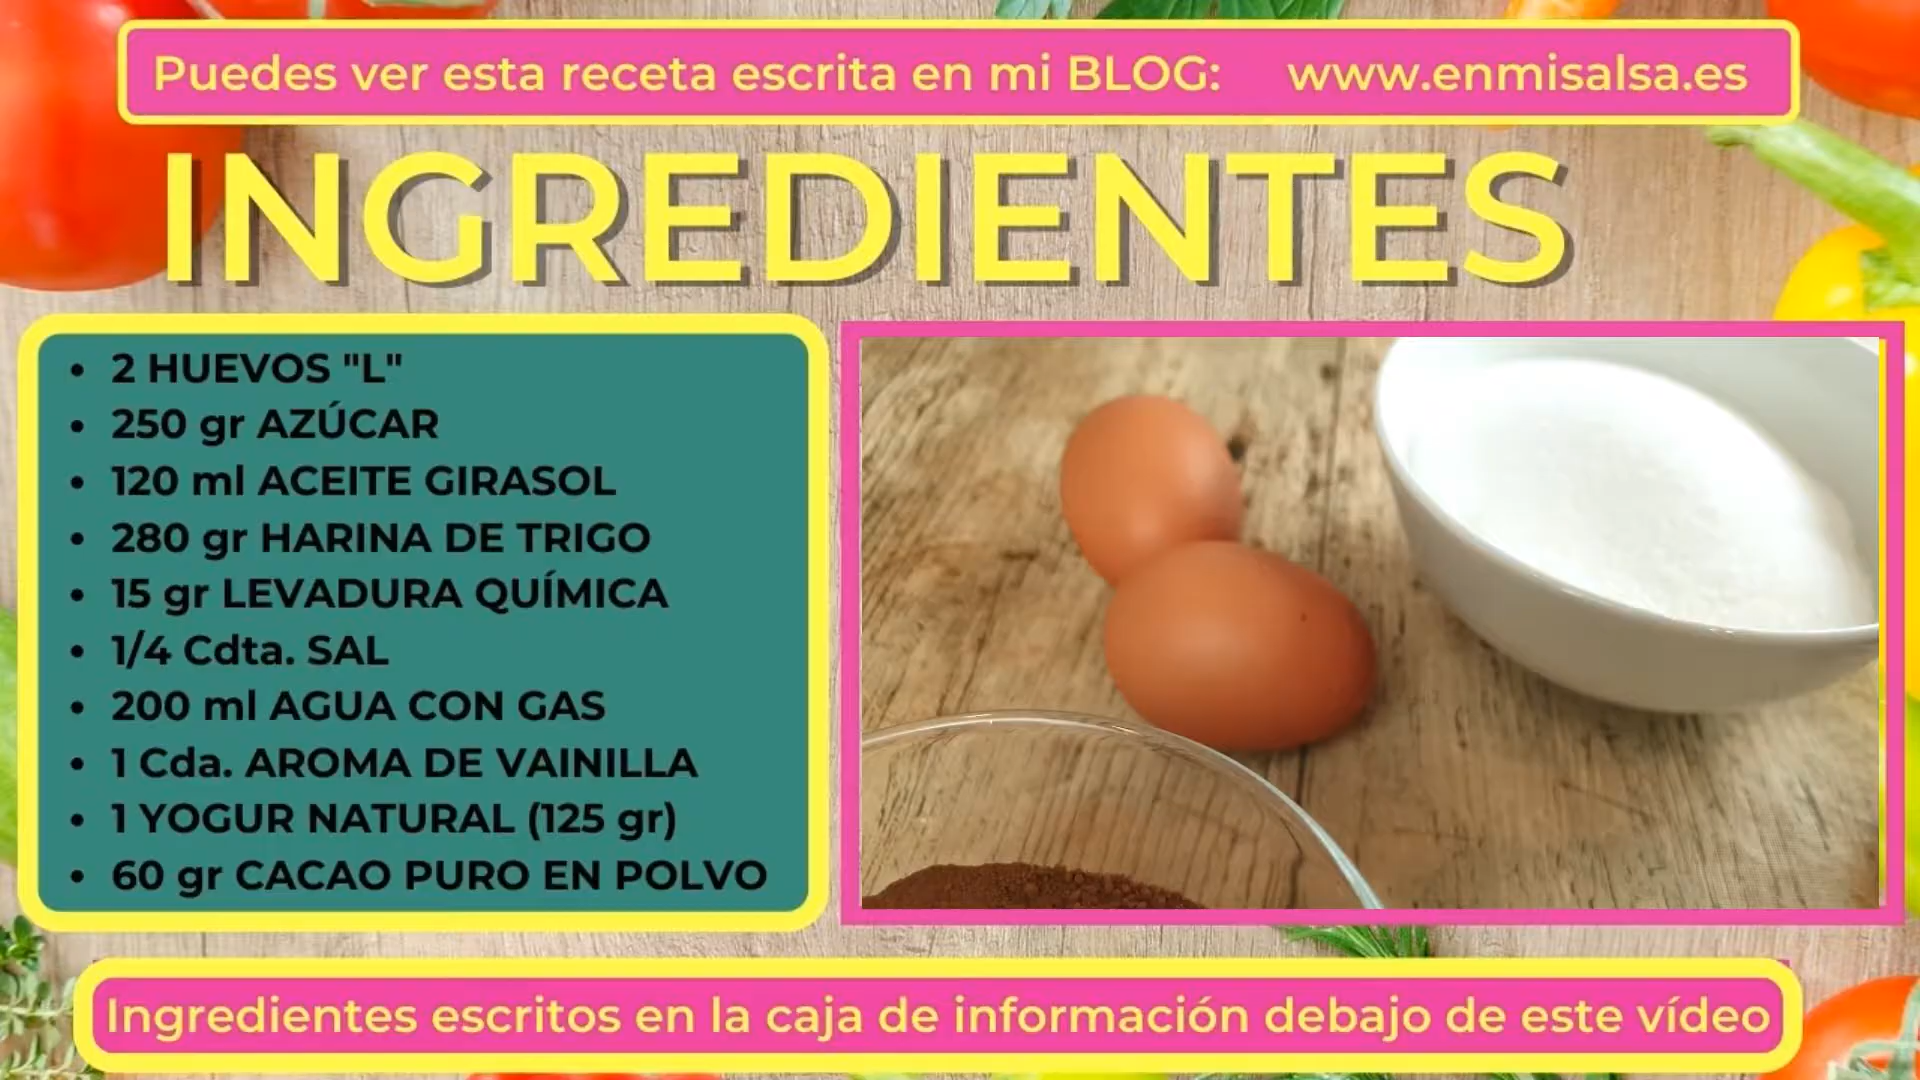 Puedes ver esta receta escrita en mi BLOG: www.enmisalsa.es
INGREDIENTES
• 2 HUEVOS "L"
• 250 gr AZÚCAR
• 120 ml ACEITE GIRASOL
• 280 gr HARINA DE TRIGO
• 15 gr LEVADURA QUÍMICA
• 1/4 Cdta. SAL
• 200 ml AGUA CON GAS
• 1 Cda. AROMA DE VAINILLA
• 1 YOGUR NATURAL (125 gr)
• 60 gr CACAO PURO EN POLVO
Ingredientes escritos en la caja de información debajo de este vídeo